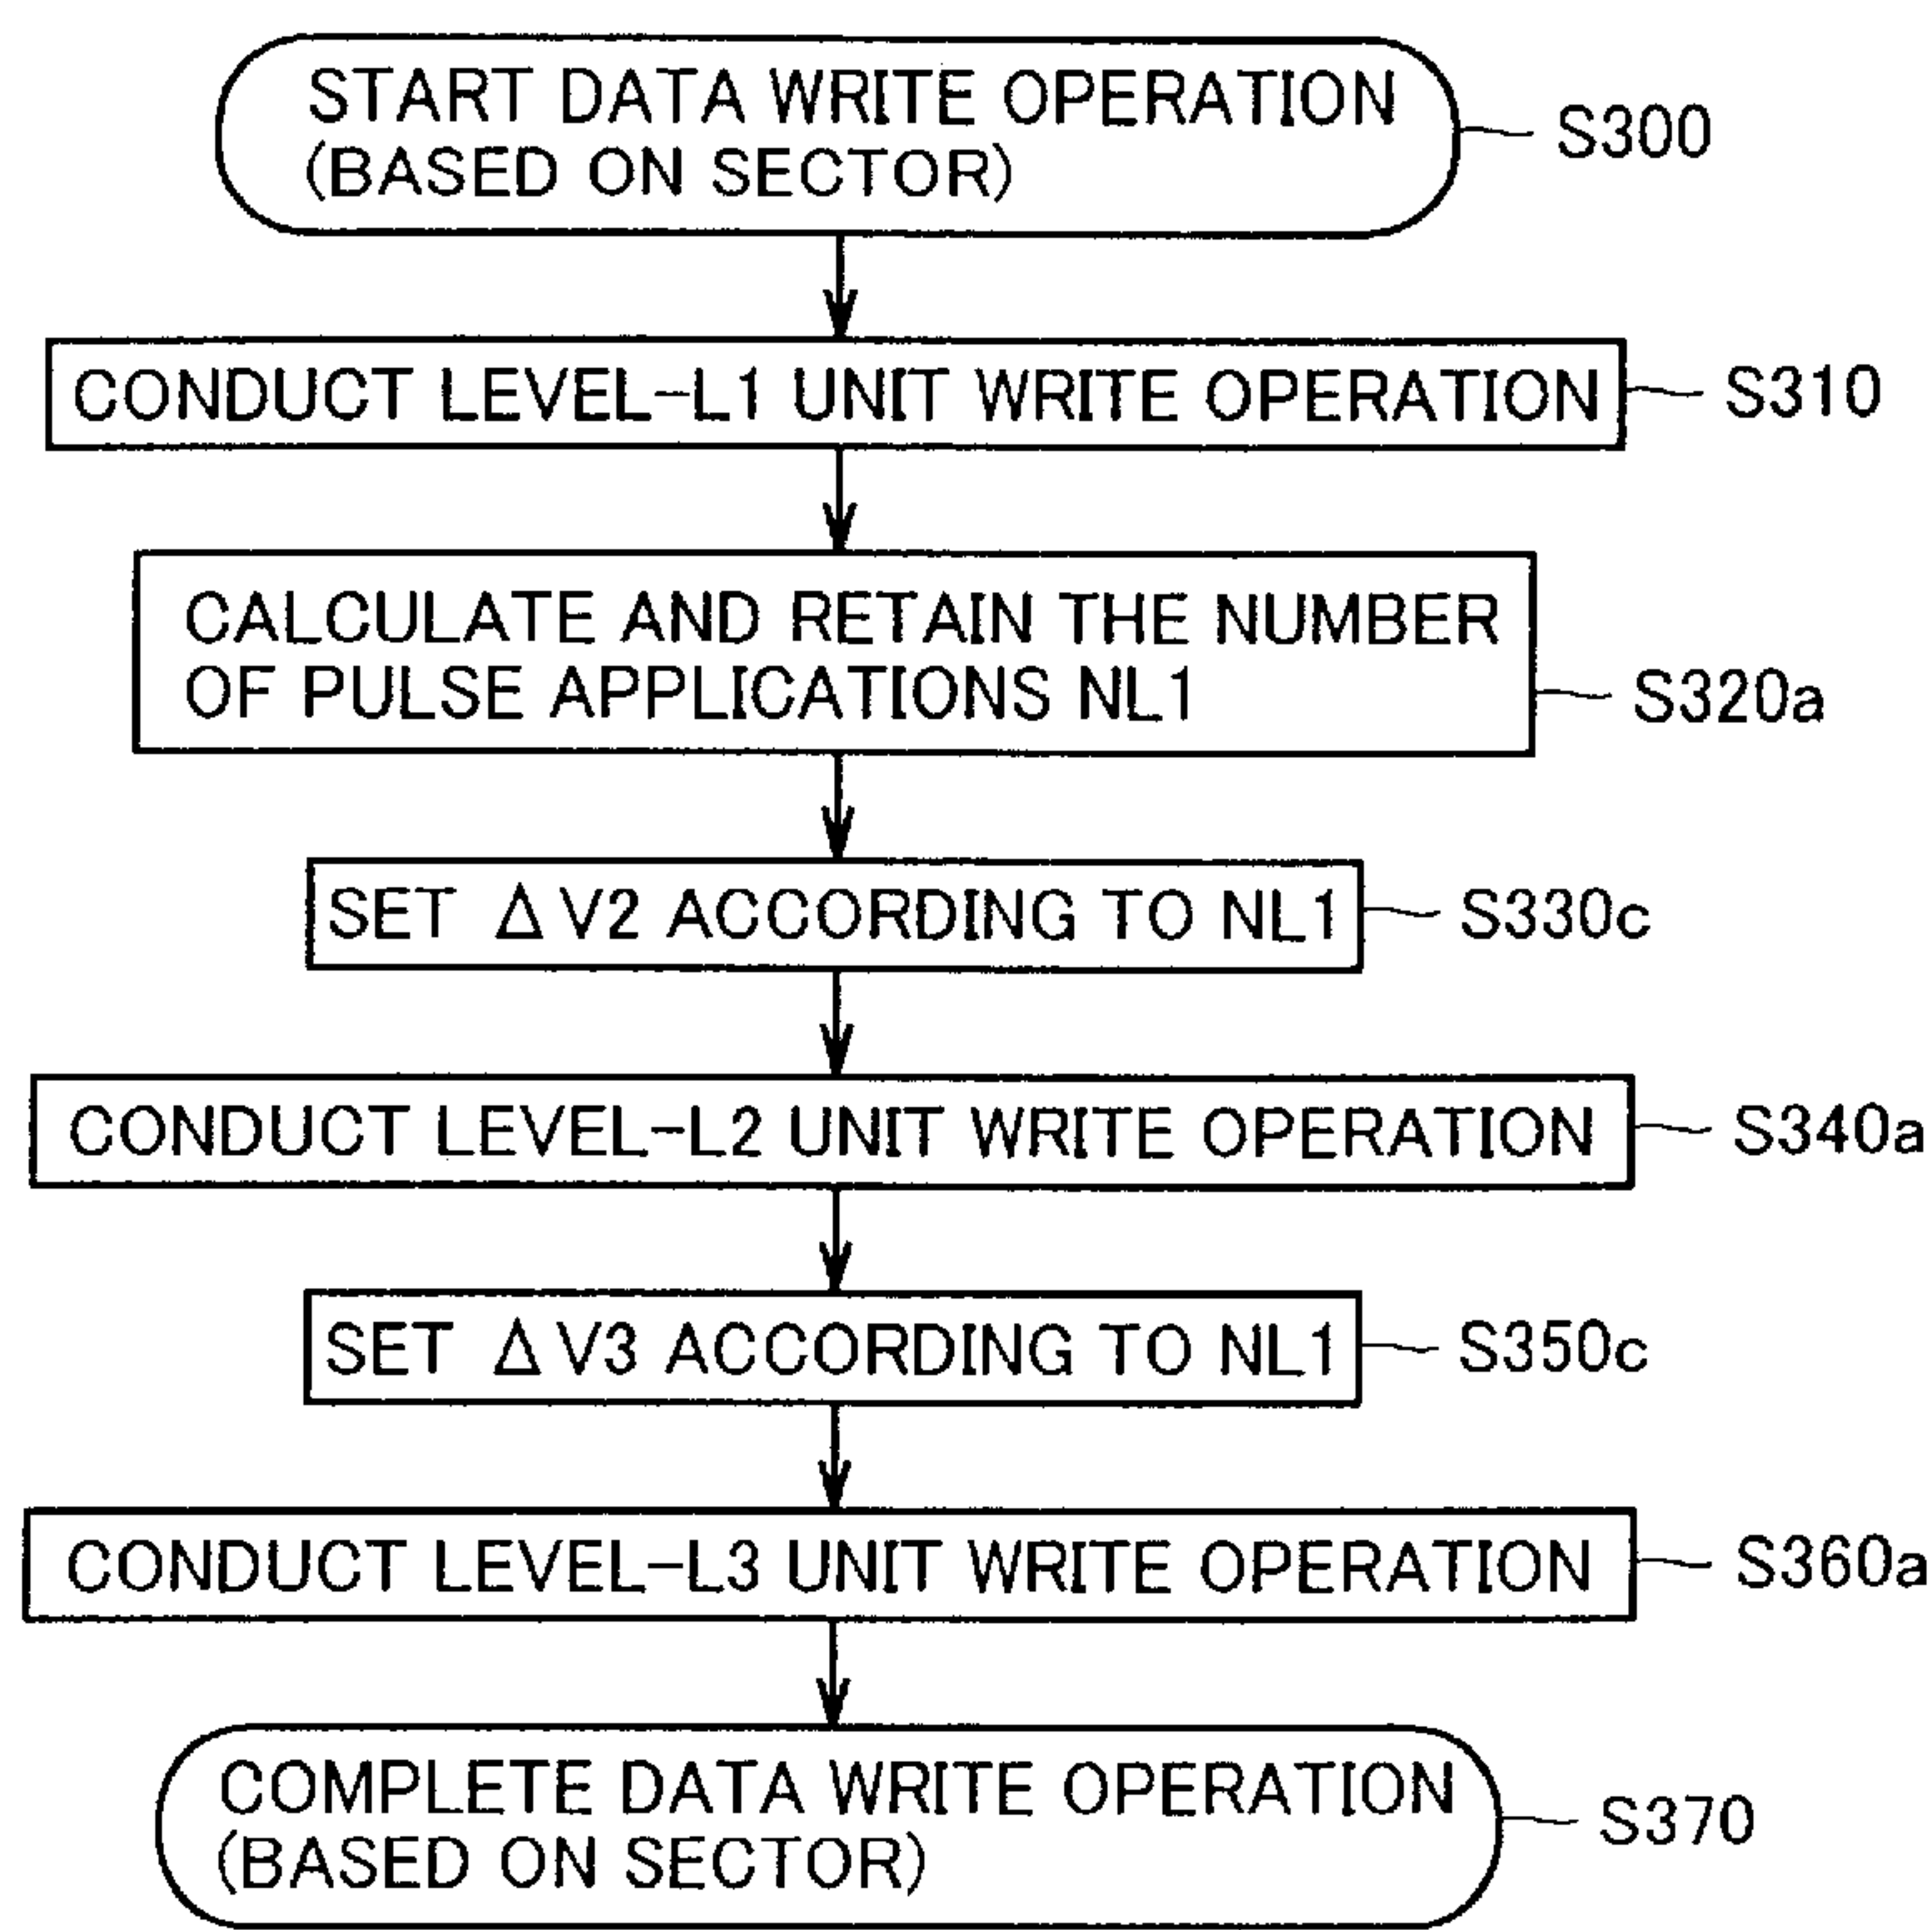 START DATA WRITE OPERATION
(BASED ON SECTOR)
S300
CONDUCT LEVEL-L1 UNIT WRITE OPERATION
S310
CALCULATE AND RETAIN THE NUMBER
OF PULSE APPLICATIONS NL1
S320a
SET ΔV2 ACCORDING TO NL1
S330c
CONDUCT LEVEL-L2 UNIT WRITE OPERATION
S340a
SET ΔV3 ACCORDING TO NL1
S350c
CONDUCT LEVEL-L3 UNIT WRITE OPERATION
S360a
COMPLETE DATA WRITE OPERATION
(BASED ON SECTOR)
S370